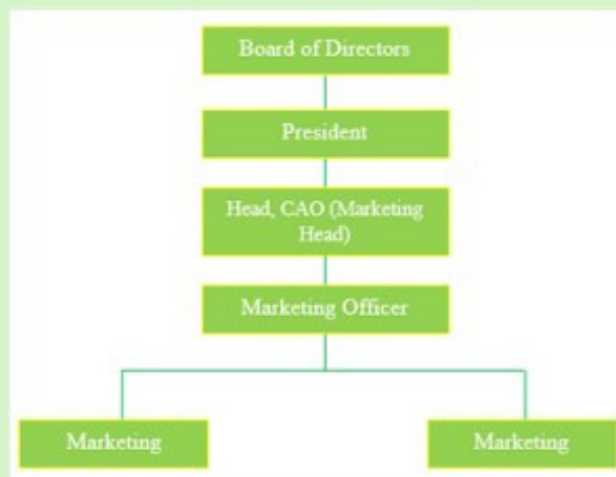 Board of Directors
President
Head, CAO (Marketing
Head)
Marketing Officer
Marketing
Marketing